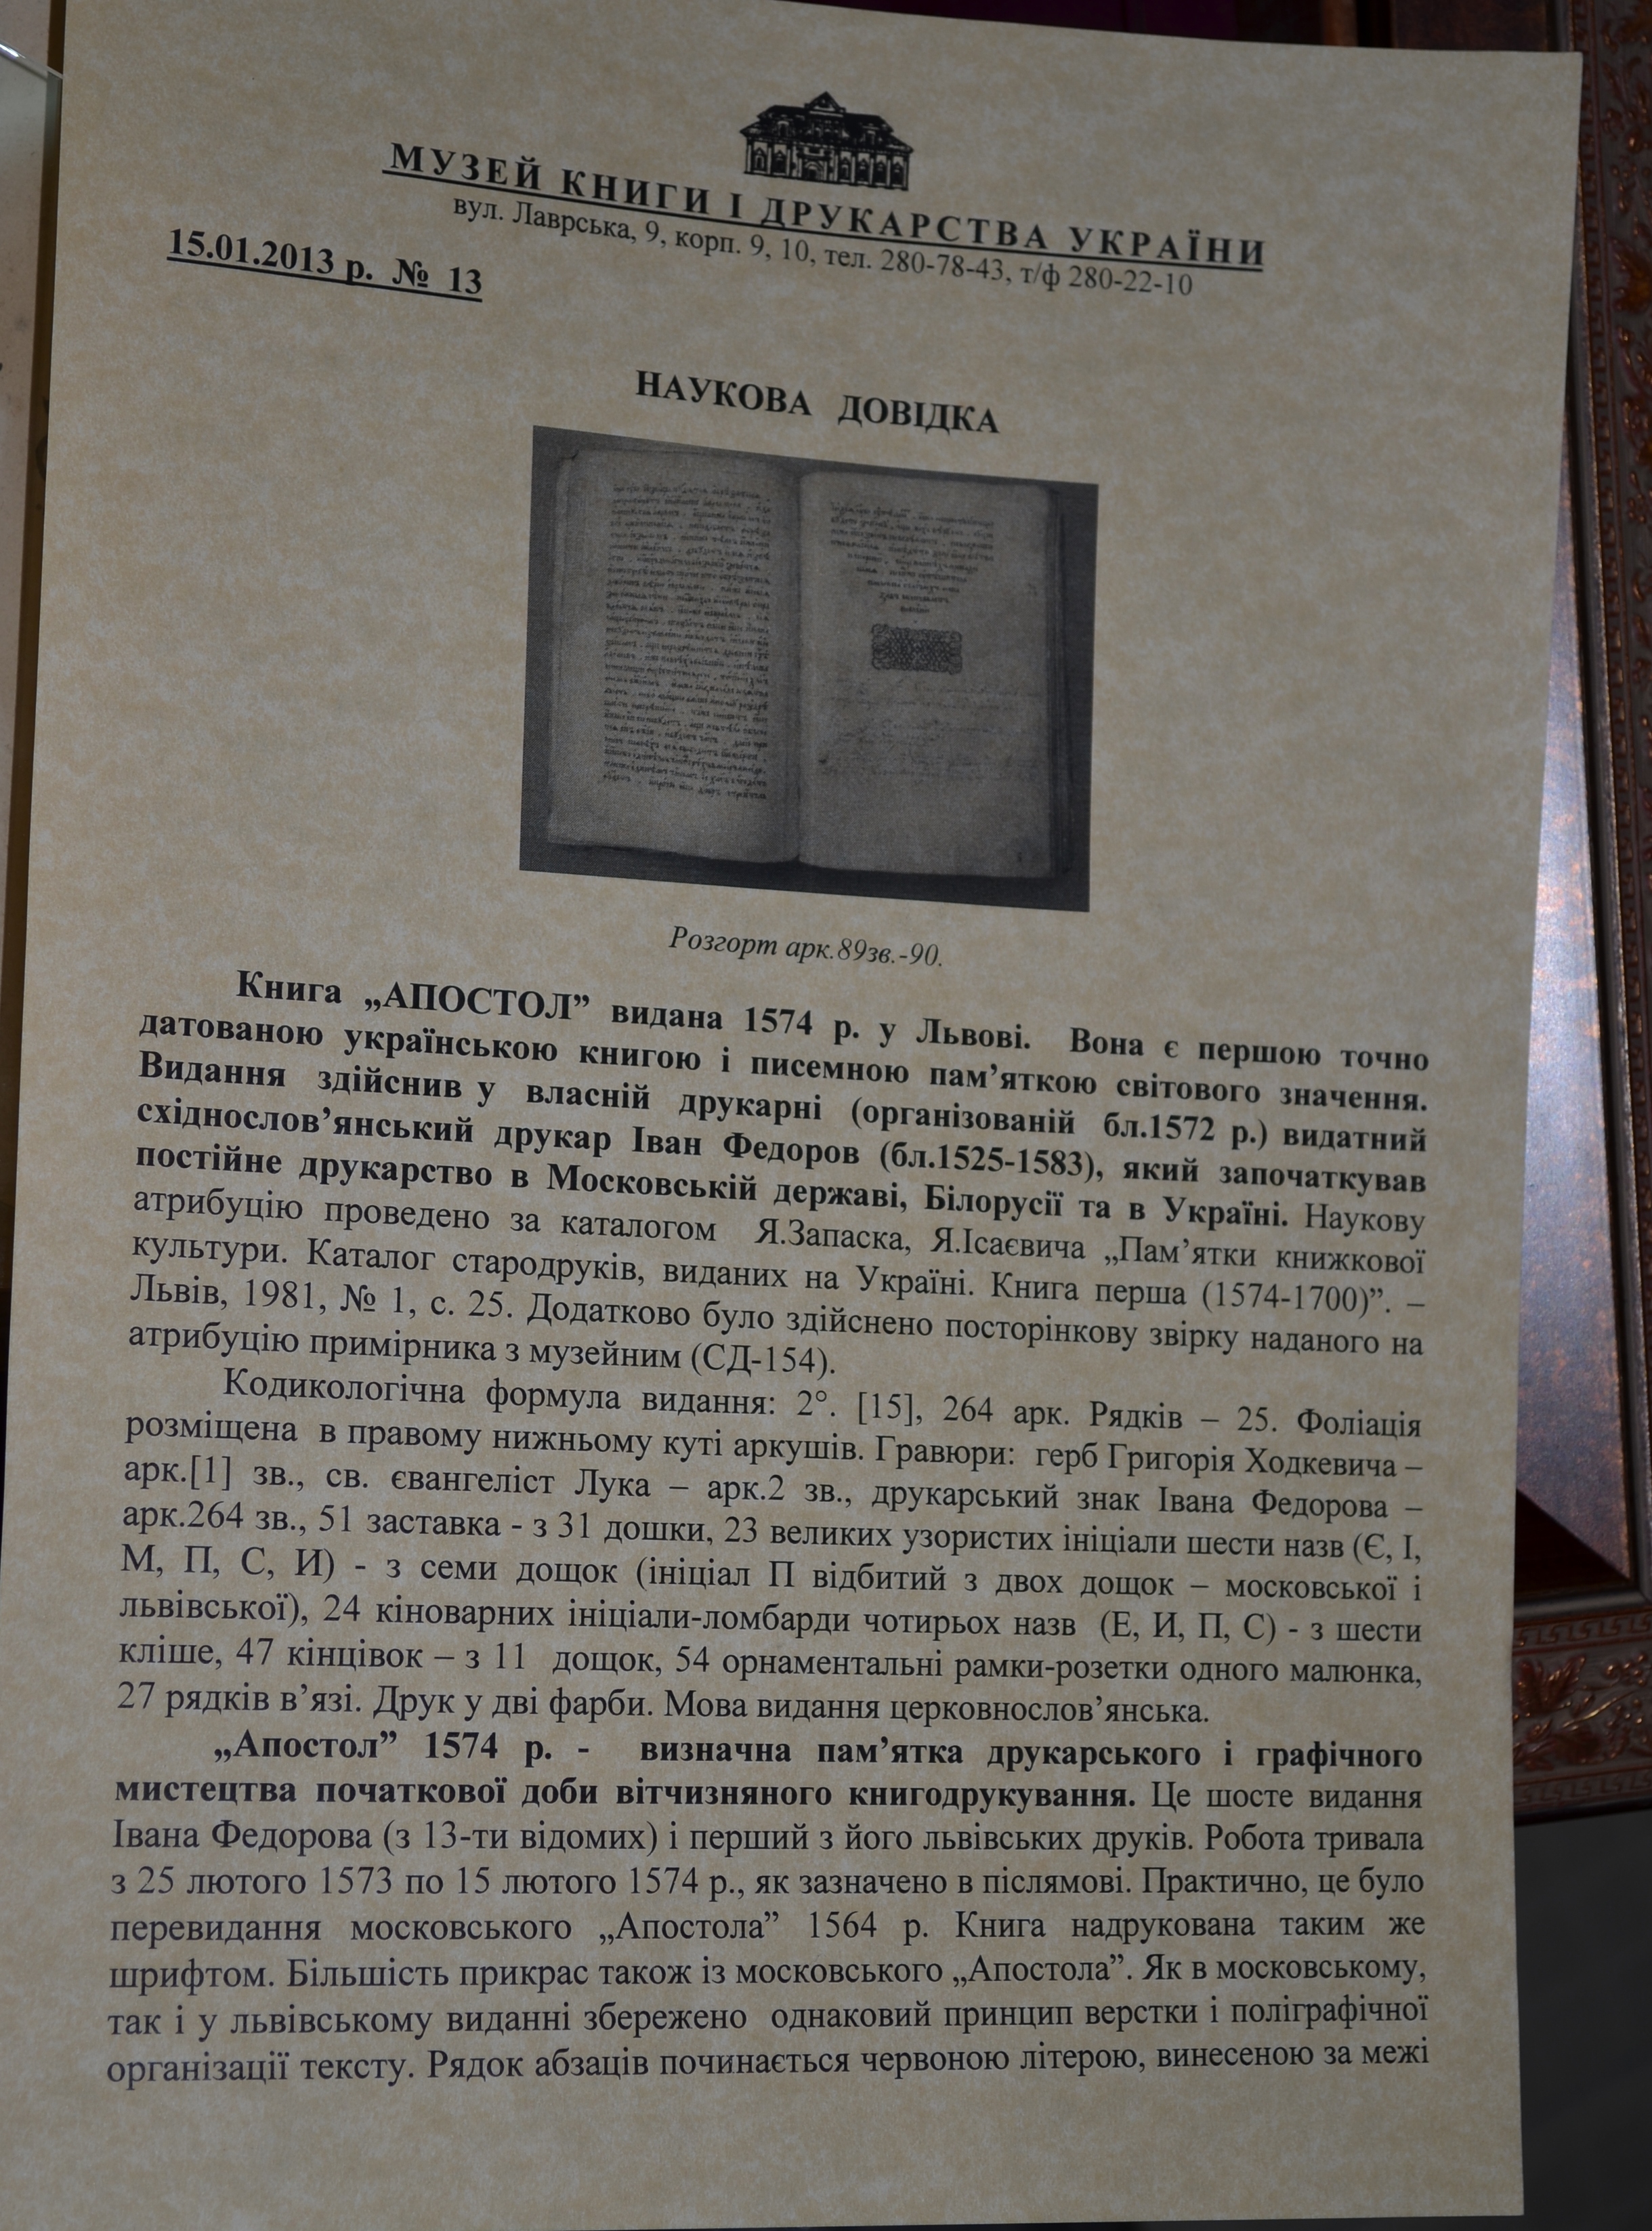 МУЗЕЙ КНИГИ І ДРУКАРСТВА УКРАЇНИ
вул. Лаврська, 9, корп. 9, 10, тел. 280-78-43, т/ф 280-22-10
15.01.2013 р. № 13
НАУКОВА ДОВІДКА
Розгорт арк.89зв.-90.
Книга „АПОСТОЛ” видана 1574 р. у Львові. Вона є першою точно
датованою українською книгою і писемною пам’яткою світового значення.
Видання здійснив у власній друкарні (організованій бл.1572 р.) видатний
східнослов’янський друкар Іван Федоров (бл.1525-1583), який започаткував
постійне друкарство в Московській державі, Білорусії та в Україні. Наукову
атрибуцію проведено за каталогом Я.Запаска, Я.Ісаєвича „Пам’ятки книжкової
культури. Каталог стародруків, виданих на Україні. Книга перша (1574-1700)”. –
Львів, 1981, № 1, с. 25. Додатково було здійснено посторінкову звірку наданого на
атрибуцію примірника з музейним (СД-154).
Кодикологічна формула видання: 2°. [15], 264 арк. Рядків – 25. Фоліація
розміщена в правому нижньому куті аркушів. Гравюри: герб Григорія Ходкевича –
арк.[1] зв., св. євангеліст Лука – арк.2 зв., друкарський знак Івана Федорова –
арк.264 зв., 51 заставка - з 31 дошки, 23 великих узористих ініціали шести назв (Є, І,
М, П, С, И) - з семи дощок (ініціал П відбитий з двох дощок – московської і
львівської), 24 кіноварних ініціали-ломбарди чотирьох назв (Е, И, П, С) - з шести
кліше, 47 кінцівок – з 11 дощок, 54 орнаментальні рамки-розетки одного малюнка,
27 рядків в’язі. Друк у дві фарби. Мова видання церковнослов’янська.
„Апостол” 1574 р. - визначна пам’ятка друкарського і графічного
мистецтва початкової доби вітчизняного книгодрукування. Це шосте видання
Івана Федорова (з 13-ти відомих) і перший з його львівських друків. Робота тривала
з 25 лютого 1573 по 15 лютого 1574 р., як зазначено в післямові. Практично, це було
перевидання московського „Апостола” 1564 р. Книга надрукована таким же
шрифтом. Більшість прикрас також із московського „Апостола”. Як в московському,
так і у львівському виданні збережено однаковий принцип верстки і поліграфічної
організації тексту. Рядок абзаців починається червоною літерою, винесеною за межі